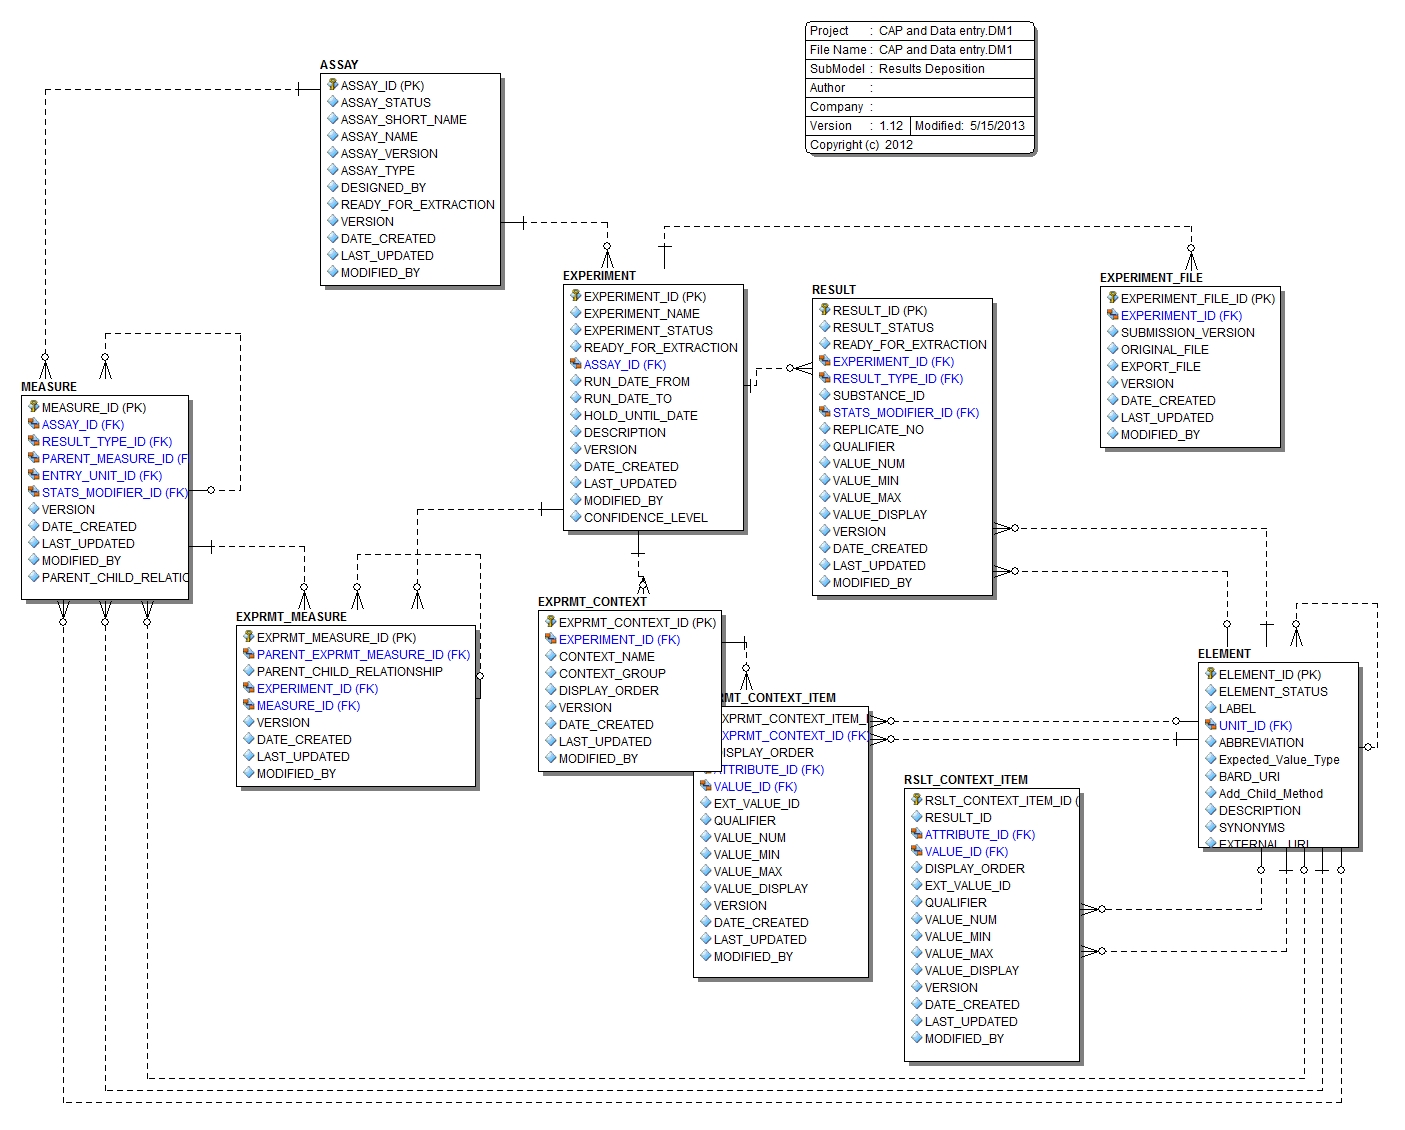 Project : CAP and Data entry.DM1
File Name : CAP and Data entry.DM1
SubModel : Results Deposition
Author :
Company :
Version : 1.12 Modified: 5/15/2013
Copyright (c) 2012
ASSAY
ASSAY_ID (PK)
ASSAY_STATUS
ASSAY_SHORT_NAME
ASSAY_NAME
ASSAY_VERSION
ASSAY_TYPE
DESIGNED_BY
READY_FOR_EXTRACTION
VERSION
DATE_CREATED
LAST_UPDATED
MODIFIED_BY
EXPERIMENT
EXPERIMENT_ID (PK)
EXPERIMENT_NAME
EXPERIMENT_STATUS
READY_FOR_EXTRACTION
ASSAY_ID (FK)
RUN_DATE_FROM
RUN_DATE_TO
HOLD_UNTIL_DATE
DESCRIPTION
VERSION
DATE_CREATED
LAST_UPDATED
MODIFIED_BY
CONFIDENCE_LEVEL
RESULT
RESULT_ID (PK)
RESULT_STATUS
READY_FOR_EXTRACTION
EXPERIMENT_ID (FK)
RESULT_TYPE_ID (FK)
SUBSTANCE_ID
STATS_MODIFIER_ID (FK)
REPLICATE_NO
QUALIFIER
VALUE_NUM
VALUE_MIN
VALUE_MAX
VALUE_DISPLAY
VERSION
DATE_CREATED
LAST_UPDATED
MODIFIED_BY
EXPERIMENT_FILE
EXPERIMENT_FILE_ID (PK)
EXPERIMENT_ID (FK)
SUBMISSION_VERSION
ORIGINAL_FILE
EXPORT_FILE
VERSION
DATE_CREATED
LAST_UPDATED
MODIFIED_BY
MEASURE
MEASURE_ID (PK)
ASSAY_ID (FK)
RESULT_TYPE_ID (FK)
PARENT_MEASURE_ID (F
ENTRY_UNIT_ID (FK)
STATS_MODIFIER_ID (FK)
VERSION
DATE_CREATED
LAST_UPDATED
MODIFIED_BY
PARENT_CHILD_RELATIO
EXPRMT_MEASURE
EXPRMT_MEASURE_ID (PK)
PARENT_EXPRMT_MEASURE_ID (FK)
PARENT_CHILD_RELATIONSHIP
EXPERIMENT_ID (FK)
MEASURE_ID (FK)
VERSION
DATE_CREATED
LAST_UPDATED
MODIFIED_BY
EXPRMT_CONTEXT
EXPRMT_CONTEXT_ID (PK)
EXPERIMENT_ID (FK)
CONTEXT_NAME
CONTEXT_GROUP
DISPLAY_ORDER
VERSION
DATE_CREATED
LAST_UPDATED
MODIFIED_BY
RMT_CONTEXT_ITEM
EXPRMT_CONTEXT_ITEM_I
EXPRMT_CONTEXT_ID (FK)
DISPLAY_ORDER
ATTRIBUTE_ID (FK)
VALUE_ID (FK)
EXT_VALUE_ID
QUALIFIER
VALUE_NUM
VALUE_MIN
VALUE_MAX
VALUE_DISPLAY
VERSION
DATE_CREATED
LAST_UPDATED
MODIFIED_BY
ELEMENT
ELEMENT_ID (PK)
ELEMENT_STATUS
LABEL
UNIT_ID (FK)
ABBREVIATION
Expected_Value_Type
BARD_URI
Add_Child_Method
DESCRIPTION
SYNONYMS
EXTERNAL_URL
RSLT_CONTEXT_ITEM
RSLT_CONTEXT_ITEM_ID (
RESULT_ID
ATTRIBUTE_ID (FK)
VALUE_ID (FK)
DISPLAY_ORDER
EXT_VALUE_ID
QUALIFIER
VALUE_NUM
VALUE_MIN
VALUE_MAX
VALUE_DISPLAY
VERSION
DATE_CREATED
LAST_UPDATED
MODIFIED_BY